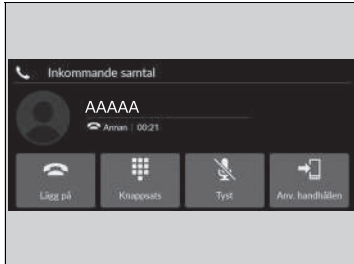 Inkommande samtal
AAAAA
Annan 00:21
Lägg på Knappsats Tyst Anv. handhållen